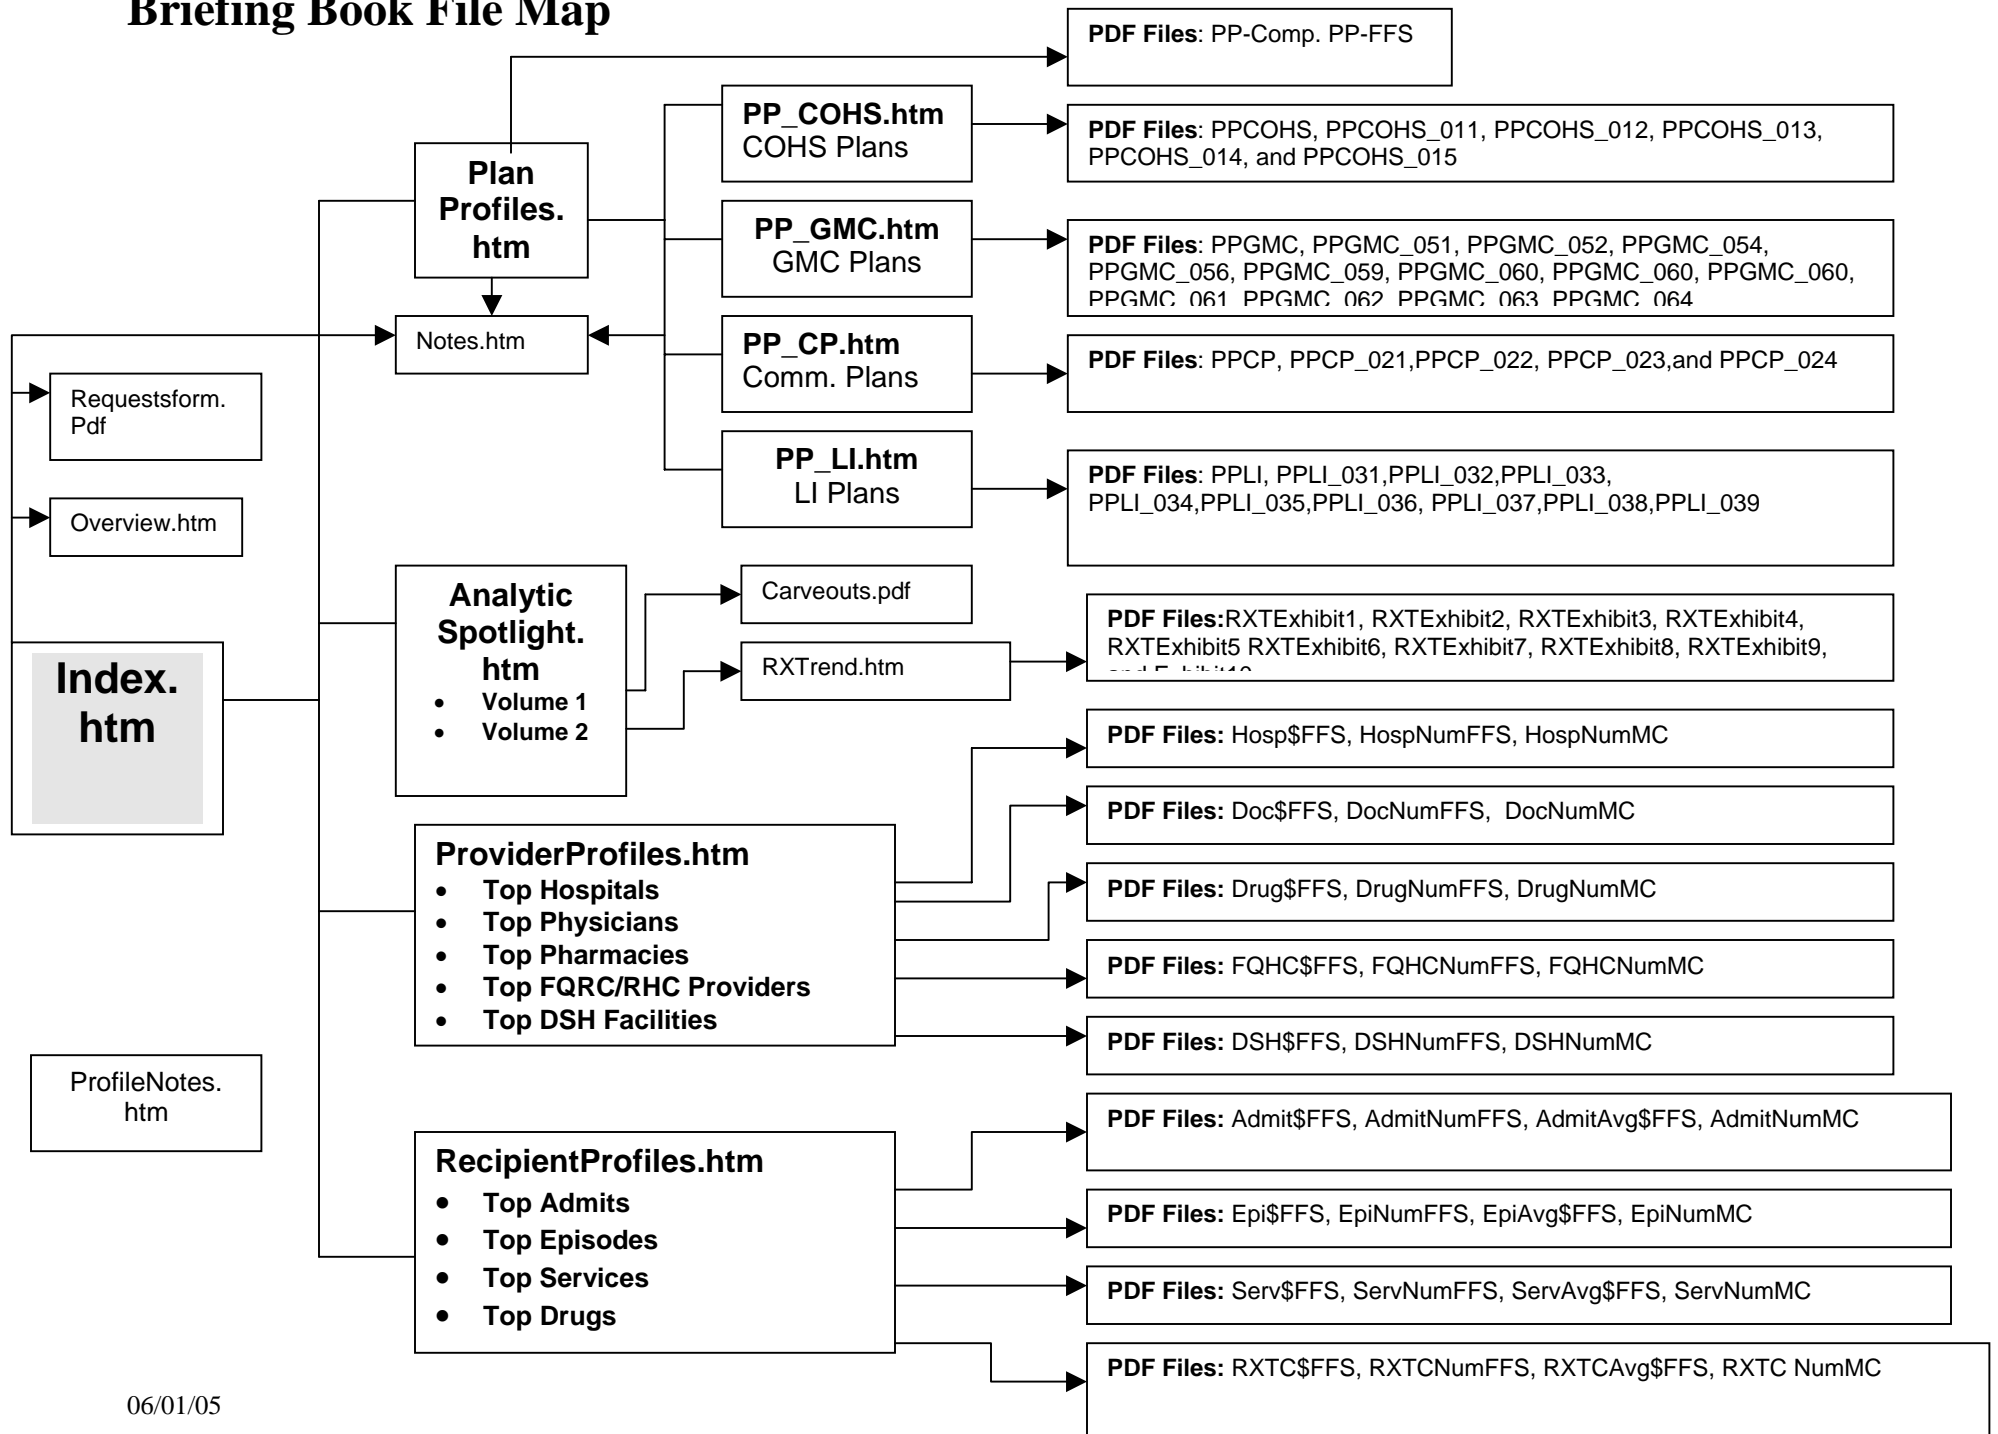 Briefing Book File Map
PDF Files: PP-Comp. PP-FFS
Plan
Profiles.
htm
PP_COHS.htm
COHS Plans
PDF Files: PPCOHS, PPCOHS_011, PPCOHS_012, PPCOHS_013,
PPCOHS_014, and PPCOHS_015
PP_GMC.htm
GMC Plans
PDF Files: PPGMC, PPGMC_051, PPGMC_052, PPGMC_054,
PPGMC_056, PPGMC_059, PPGMC_060, PPGMC_060, PPGMC_060,
PPGMC_061, PPGMC_062, PPGMC_063, PPGMC_064
Notes.htm
PP_CP.htm
Comm. Plans
PDF Files: PPCP, PPCP_021,PPCP_022, PPCP_023,and PPCP_024
Requestsform.
Pdf
PP_LI.htm
LI Plans
PDF Files: PPLI, PPLI_031,PPLI_032,PPLI_033,
PPLI_034,PPLI_035,PPLI_036, PPLI_037,PPLI_038,PPLI_039
Overview.htm
Analytic
Spotlight.
htm
• Volume 1
• Volume 2
Carveouts.pdf
RXTrend.htm
PDF Files:RXTExhibit1, RXTExhibit2, RXTExhibit3, RXTExhibit4,
RXTExhibit5 RXTExhibit6, RXTExhibit7, RXTExhibit8, RXTExhibit9,
and Exhibit10
Index.
htm
PDF Files: Hosp$FFS, HospNumFFS, HospNumMC
PDF Files: Doc$FFS, DocNumFFS, DocNumMC
ProviderProfiles.htm
• Top Hospitals
• Top Physicians
• Top Pharmacies
• Top FQRC/RHC Providers
• Top DSH Facilities
PDF Files: Drug$FFS, DrugNumFFS, DrugNumMC
PDF Files: FQHC$FFS, FQHCNumFFS, FQHCNumMC
PDF Files: DSH$FFS, DSHNumFFS, DSHNumMC
ProfileNotes.
htm
PDF Files: Admit$FFS, AdmitNumFFS, AdmitAvg$FFS, AdmitNumMC
RecipientProfiles.htm
• Top Admits
• Top Episodes
• Top Services
• Top Drugs
PDF Files: Epi$FFS, EpiNumFFS, EpiAvg$FFS, EpiNumMC
PDF Files: Serv$FFS, ServNumFFS, ServAvg$FFS, ServNumMC
PDF Files: RXTC$FFS, RXTCNumFFS, RXTCAvg$FFS, RXTC NumMC
06/01/05